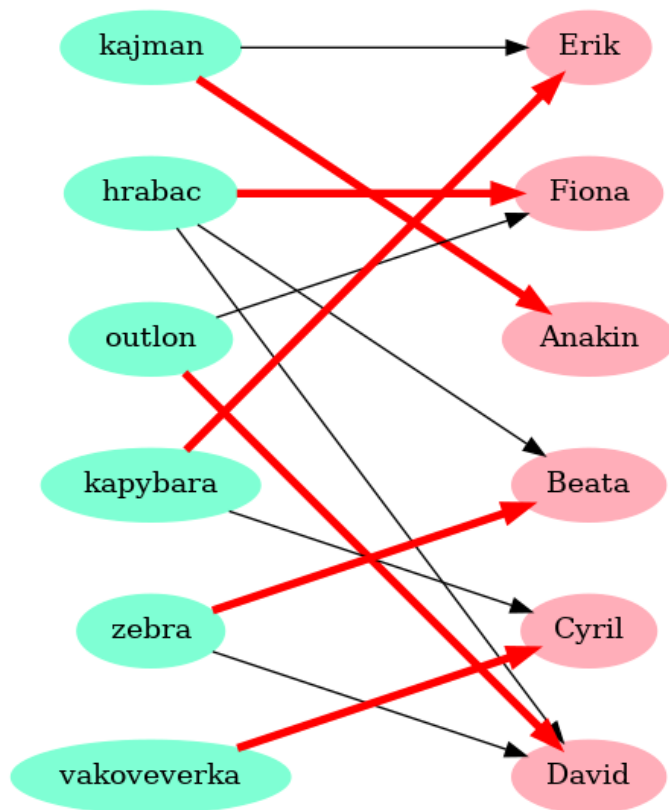 kajman
Erik
hrabac
Fiona
outlon
Anakin
kapybara
Beata
zebra
Cyril
vakoveverka
David